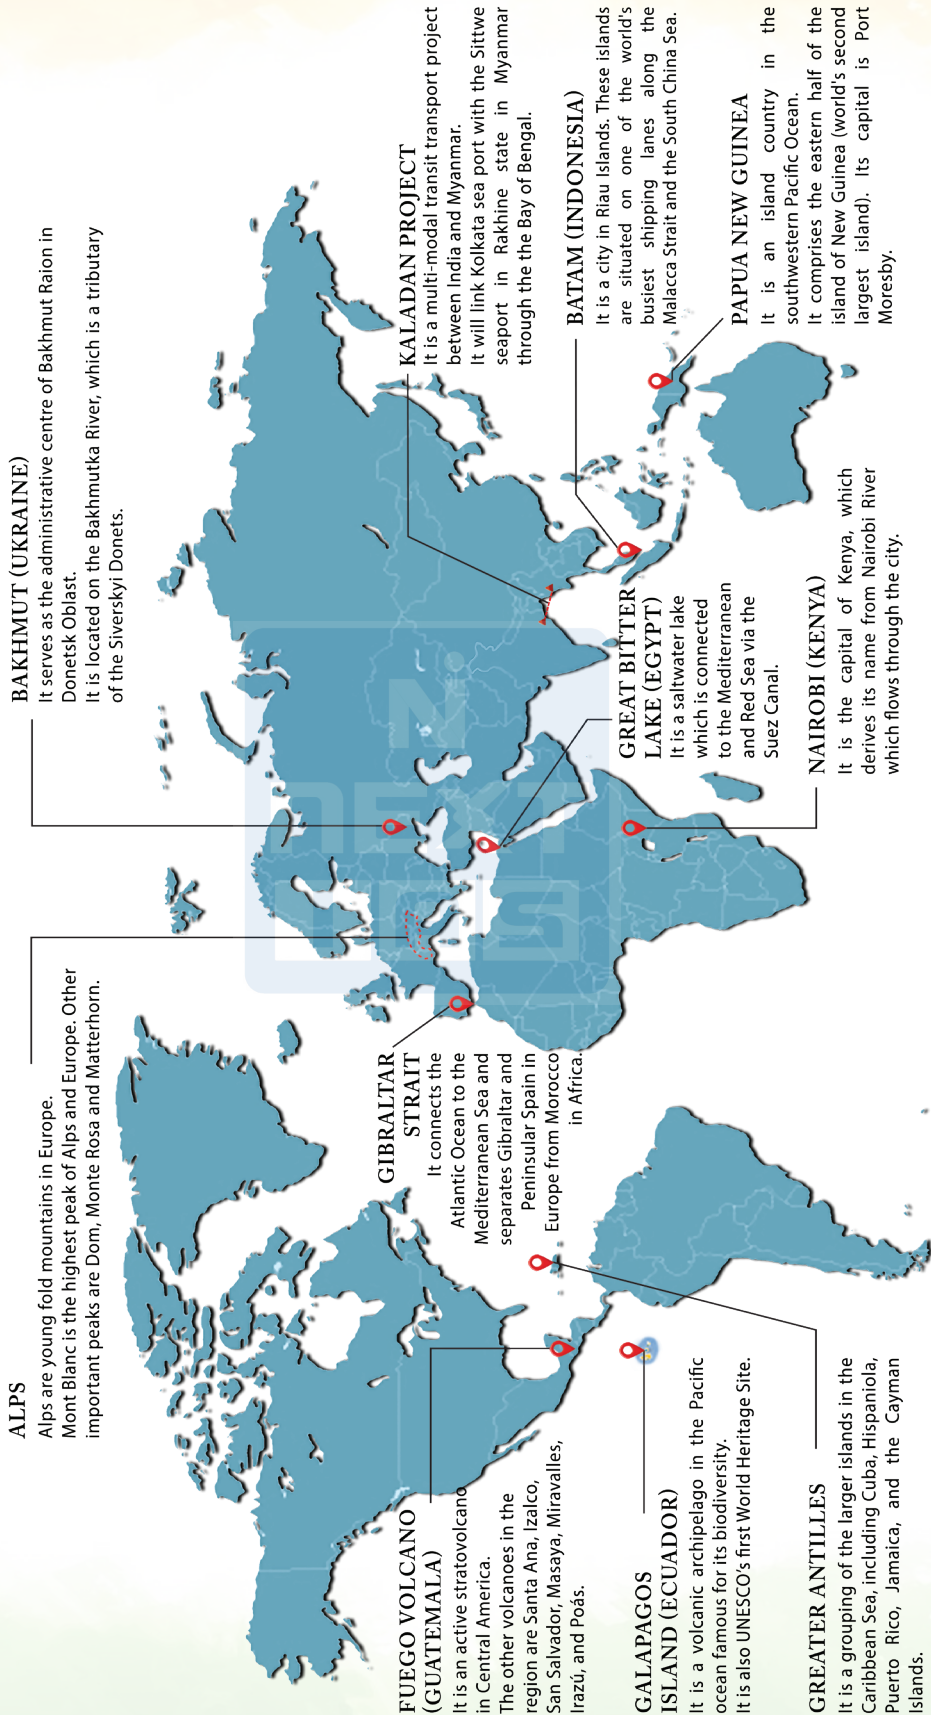 ALPS
Alps are young fold mountains in Europe.
Mont Blanc is the highest peak of Alps and Europe. Other
important peaks are Dom, Monte Rosa and Matterhorn.
BAKHMUT (UKRAINE)
It serves as the administrative centre of Bakhmut Raion in
Donetsk Oblast.
It is located on the Bakhmutka River, which is a tributary
of the Siverskyi Donets.
FUEGO VOLCANO
(GUATEMALA)
It is an active stratovolcano
in Central America.
The other volcanoes in the
region are Santa Ana, Izalco,
San Salvador, Masaya, Miravalles,
Irazú, and Poás.
GIBRALTAR
STRAIT
It connects the
Atlantic Ocean to the
Mediterranean Sea and
separates Gibraltar and
Peninsular Spain in
Europe from Morocco
in Africa.
KALADAN PROJECT
It is a multi-modal transit transport project
between India and Myanmar.
It will link Kolkata sea port with the Sittwe
seaport in Rakhine state in Myanmar
through the the Bay of Bengal.
BATAM (INDONESIA)
It is a city in Riau Islands. These islands
are situated on one of the world's
busiest shipping lanes along the
Malacca Strait and the South China Sea.
GREAT BITTER
LAKE (EGYPT)
It is a saltwater lake
which is connected
to the Mediterranean
and Red Sea via the
Suez Canal.
GALAPAGOS
ISLAND (ECUADOR)
It is a volcanic archipelago in the Pacific
ocean famous for its biodiversity.
It is also UNESCO's first World Heritage Site.
PAPUA NEW GUINEA
It is an island country in the
southwestern Pacific Ocean.
It comprises the eastern half of the
island of New Guinea (world's second
largest island). Its capital is Port
Moresby.
GREATER ANTILLES
It is a grouping of the larger islands in the
Caribbean Sea, including Cuba, Hispaniola,
Puerto Rico, Jamaica, and the Cayman
Islands.
NAIROBI (KENYA)
It is the capital of Kenya, which
derives its name from Nairobi River
which flows through the city.
N
NEXT
IAS